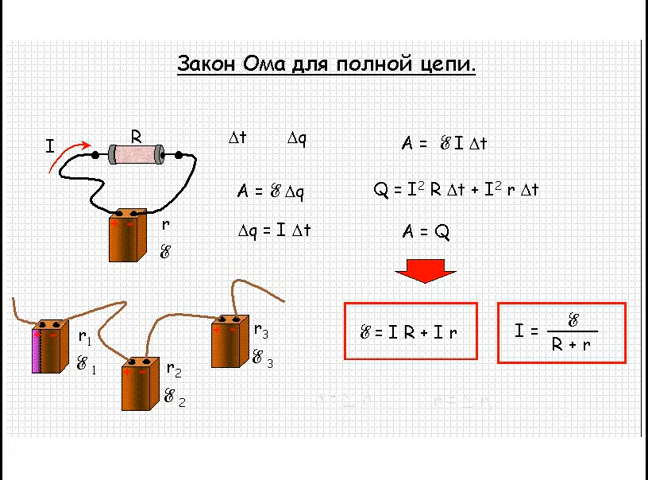 Закон Ома для полной цепи.
I R Δt Δq A = ℰ I Δt
A = ℰ Δq Q = I² R Δt + I² r Δt
r
ℰ
Δq = I Δt A = Q
ℰ = I R + I r I = ℰ / R + r
r₁
ℰ₁
r₂
ℰ₂
r₃
ℰ₃